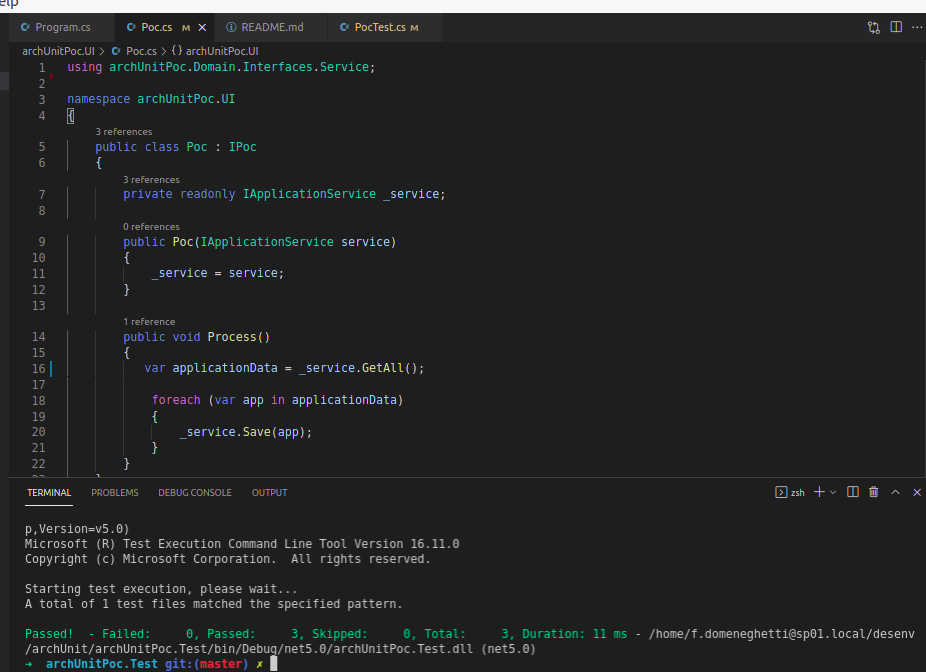 elp
Program.cs Poc.cs M README.md PocTest.cs M
archUnitPoc.UI > Poc.cs > {} archUnitPoc.UI
1 using archUnitPoc.Domain.Interfaces.Service;
2
3 namespace archUnitPoc.UI
4 {
3 references
5 public class Poc : IPoc
6 {
3 references
7 private readonly IApplicationService _service;
8
0 references
9 public Poc(IApplicationService service)
10 {
11 _service = service;
12 }
13
1 reference
14 public void Process()
15 {
16 var applicationData = _service.GetAll();
17
18 foreach (var app in applicationData)
19 {
20 _service.Save(app);
21 }
22 }
23 }
TERMINAL PROBLEMS DEBUG CONSOLE OUTPUT zsh
p,Version=v5.0)
Microsoft (R) Test Execution Command Line Tool Version 16.11.0
Copyright (c) Microsoft Corporation.  All rights reserved.
Starting test execution, please wait...
A total of 1 test files matched the specified pattern.
Passed!  - Failed:     0, Passed:     3, Skipped:     0, Total:     3, Duration: 11 ms - /home/f.domeneghetti@sp01.local/desenv
/archUnit/archUnitPoc.Test/bin/Debug/net5.0/archUnitPoc.Test.dll (net5.0)
→ archUnitPoc.Test git:(master) ✗